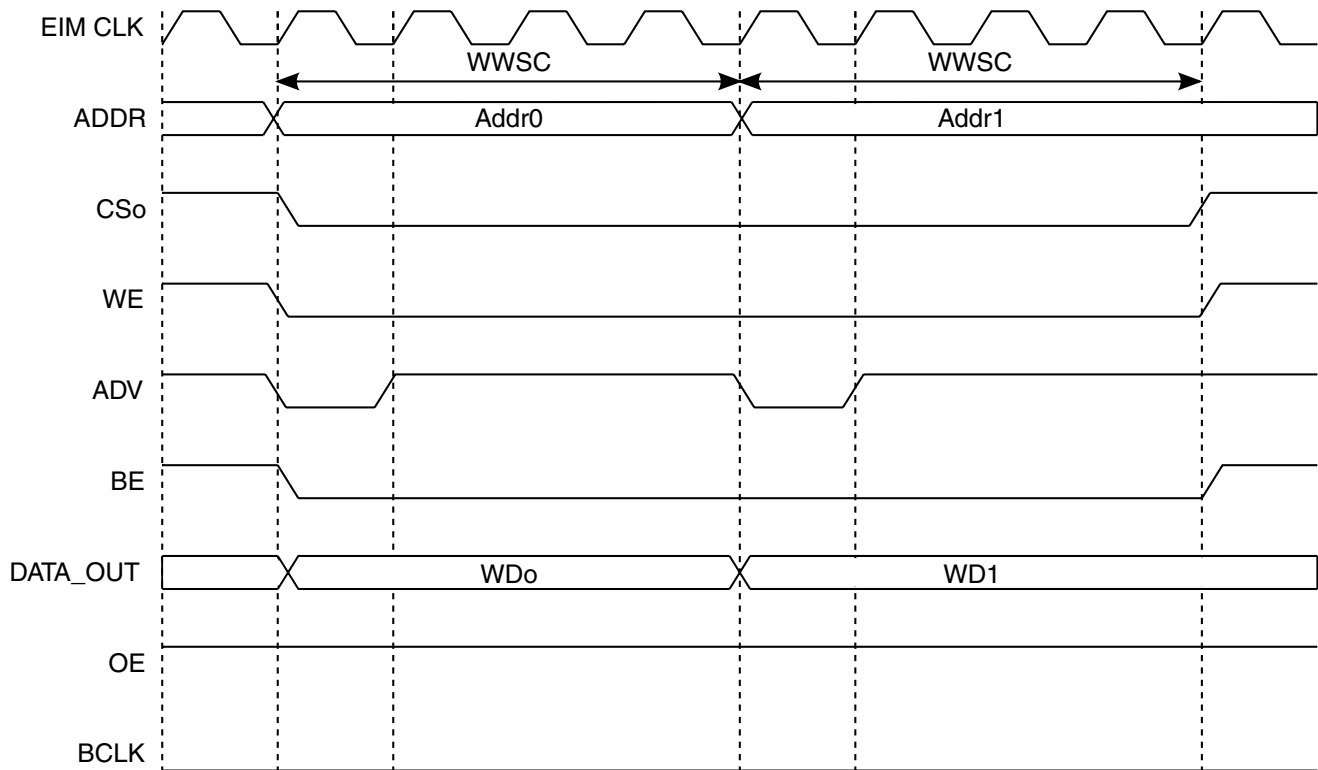 EIM CLK
WWSC WWSC
ADDR Addr0 Addr1
CSo
WE
ADV
BE
DATA_OUT WDo WD1
OE
BCLK